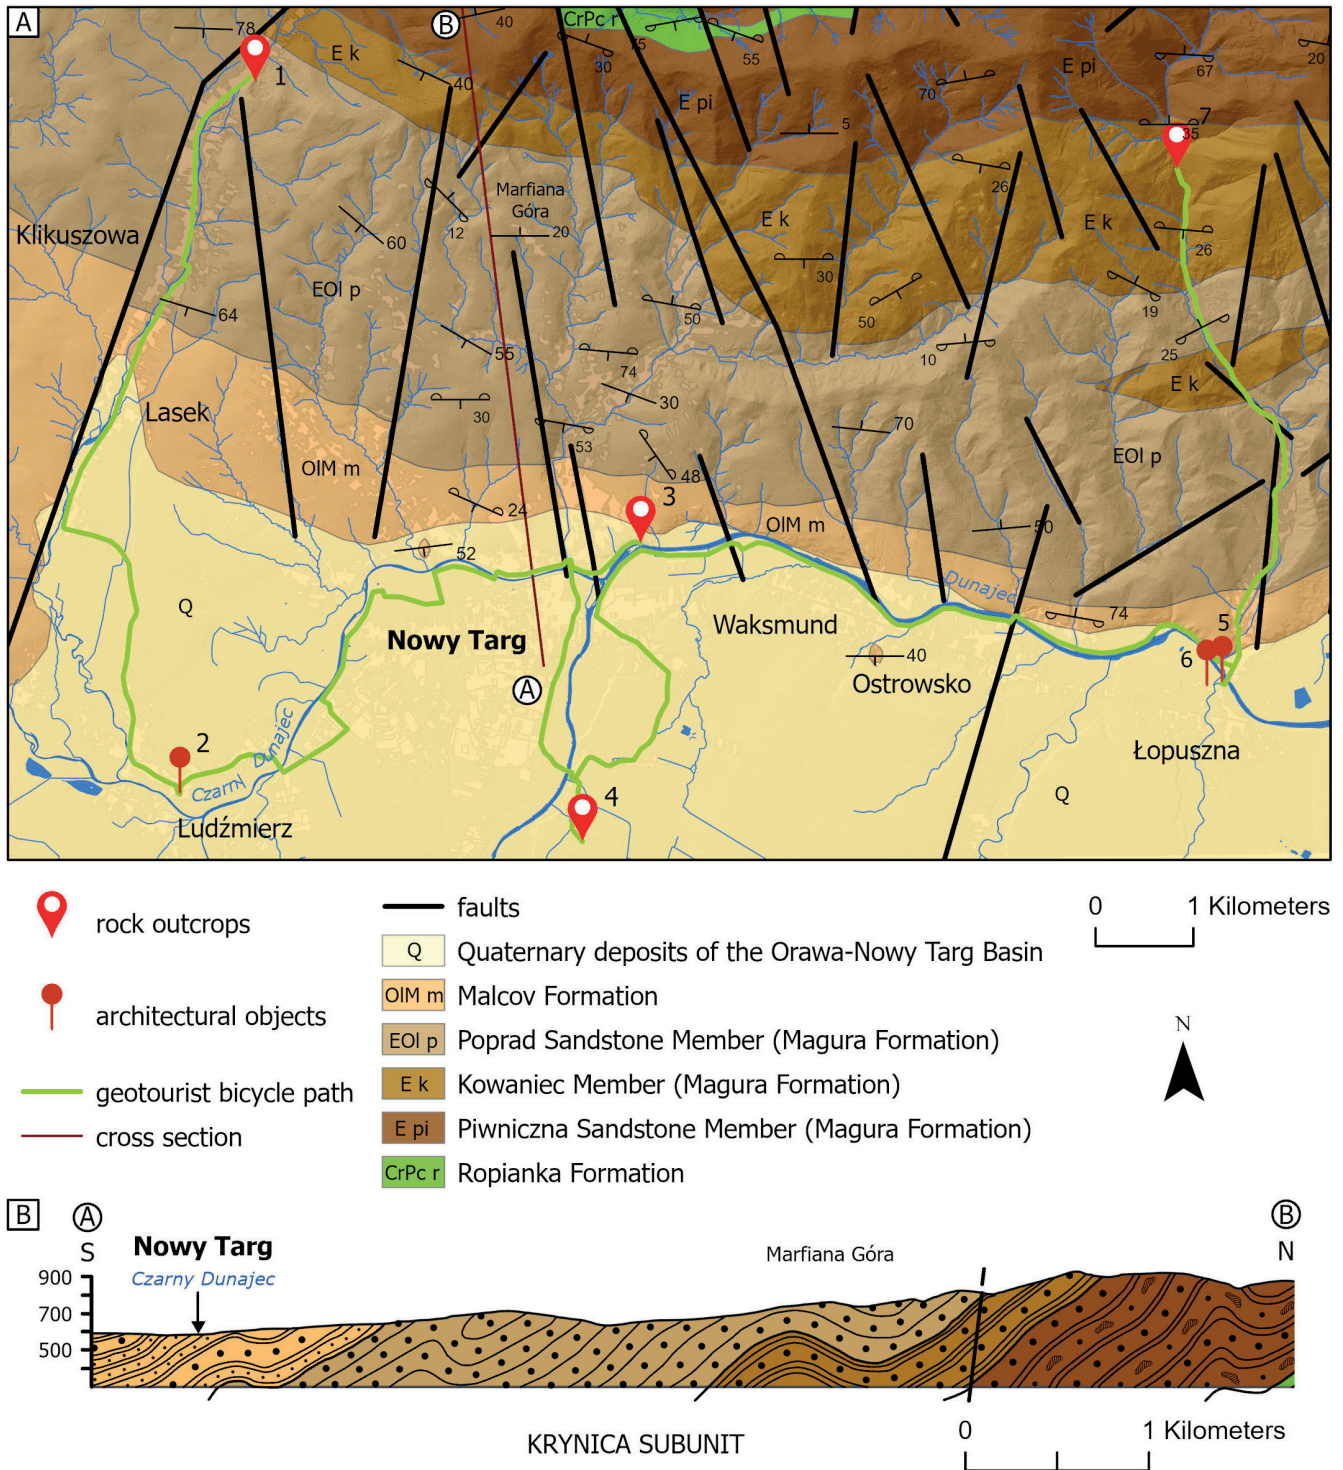 A
B
CrPc r
40
78
75
30
55
E k
40
E pi
E pi
70
67
20
1
5
7
35
Marfiana
Góra
12
60
20
26
E k
E k
30
26
Klikuszowa
EOl p
50
50
19
64
55
74
10
25
E k
Lasek
30
30
53
70
EOl p
OlM m
48
24
3
OlM m
50
52
Dunajec
Q
Nowy Targ
Waksmund
74
5
6
40
Ostrowsko
A
Łopuszna
2
Czarny Dunajec
4
Q
Ludźmierz
rock outcrops
architectural objects
geotourist bicycle path
cross section
faults
Q Quaternary deposits of the Orawa-Nowy Targ Basin
OlM m Malcov Formation
EOl p Poprad Sandstone Member (Magura Formation)
E k Kowaniec Member (Magura Formation)
E pi Piwniczna Sandstone Member (Magura Formation)
CrPc r Ropianka Formation
0 1 Kilometers
N
B
A
S
Nowy Targ
Czarny Dunajec
Marfiana Góra
B
N
900
700
500
KRYNICA SUBUNIT
0 1 Kilometers